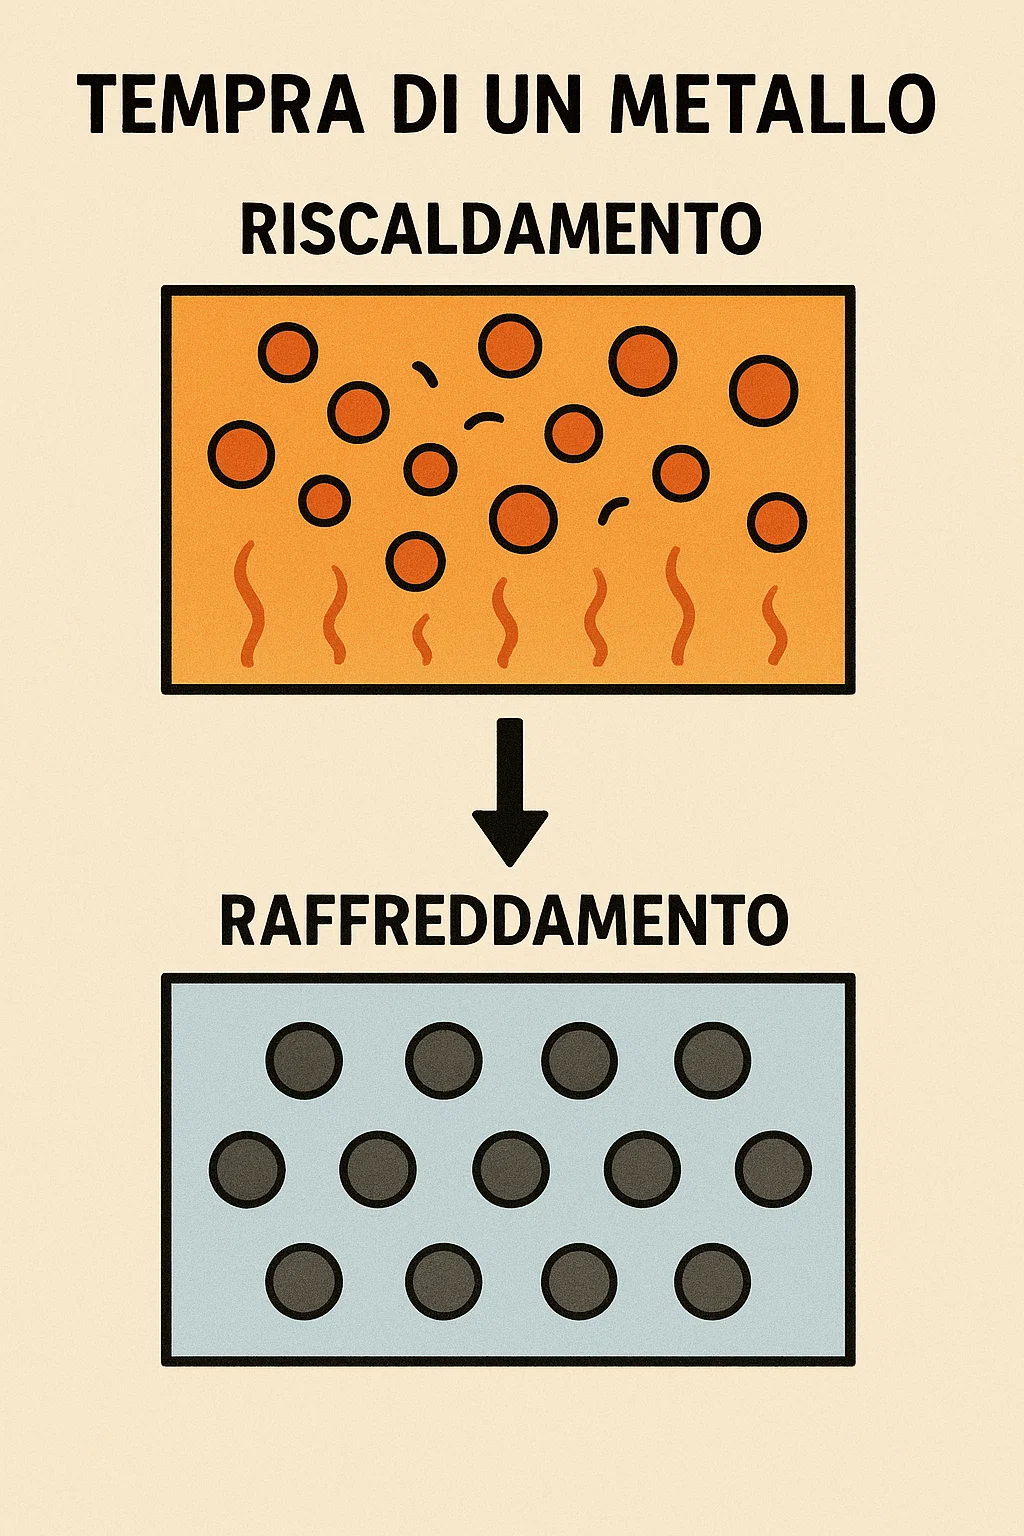 TEMPRA DI UN METALLO
RISCALDAMENTO
RAFFREDDAMENTO